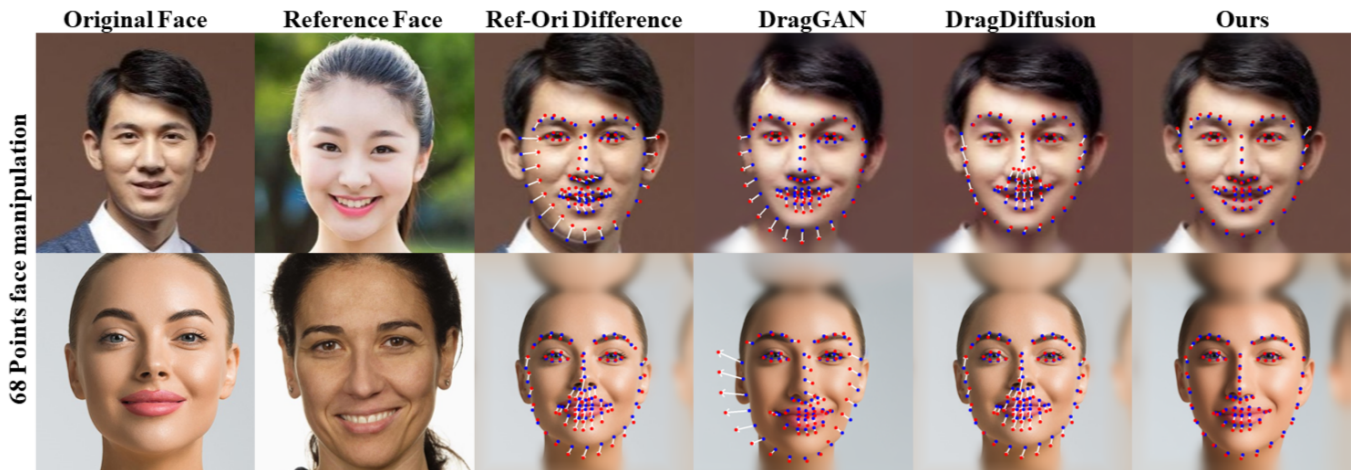 Original Face
Reference Face
Ref-Ori Difference
DragGAN
DragDiffusion
Ours
68 Points face manipulation